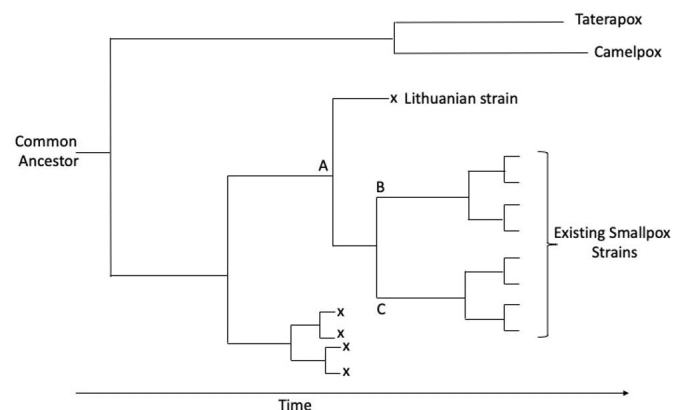 Taterapox
Camelpox
x Lithuanian strain
Common
Ancestor
A
B
Existing Smallpox
Strains
C
x
x
x
x
Time